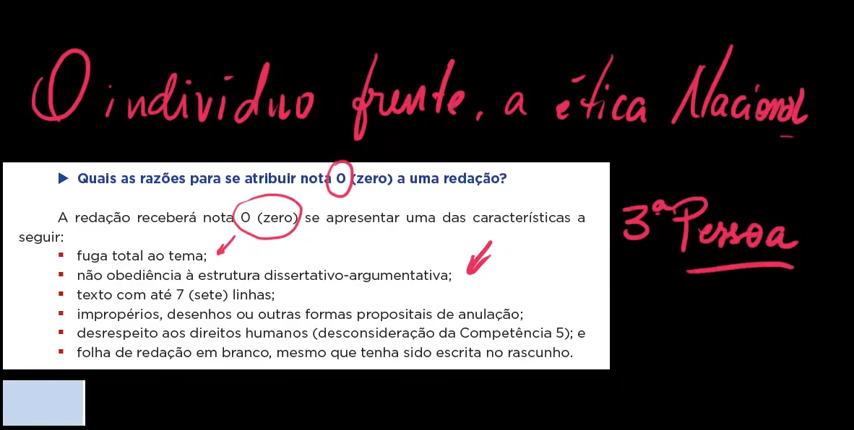 O indivíduo frente, a ética Nacional
▶ Quais as razões para se atribuir nota 0 (zero) a uma redação?
A redação receberá nota 0 (zero) se apresentar uma das características a
seguir:
▪ fuga total ao tema;
▪ não obediência à estrutura dissertativo-argumentativa;
▪ texto com até 7 (sete) linhas;
▪ impropérios, desenhos ou outras formas propositais de anulação;
▪ desrespeito aos direitos humanos (desconsideração da Competência 5); e
▪ folha de redação em branco, mesmo que tenha sido escrita no rascunho.
3ª Pessoa